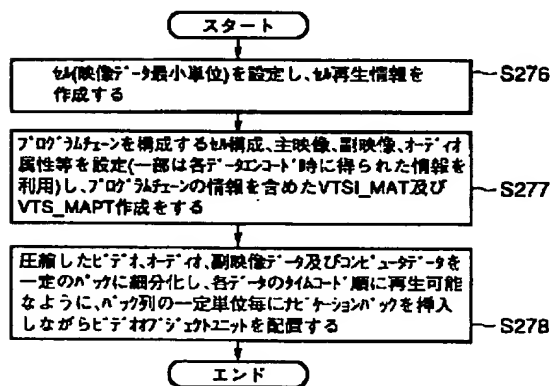 スタート
セル(映像データ最小単位)を設定し、セル再生情報を
作成する
S276
プログラムチェーンを構成するセル構成、主映像、副映像、オーディオ
属性等を設定(一部は各データエンコード時に得られた情報を
利用)し、プログラムチェーンの情報を含めたVTSI_MAT及び
VTS_MAPT作成をする
S277
圧縮したビデオ、オーディオ、副映像データ及びコンピュータデータを
一定のパックに細分化し、各データのタイムコード順に再生可能
なように、パック列の一定単位毎にナビゲーションパックを挿入
しながらビデオオブジェクトユニットを配置する
S278
エンド